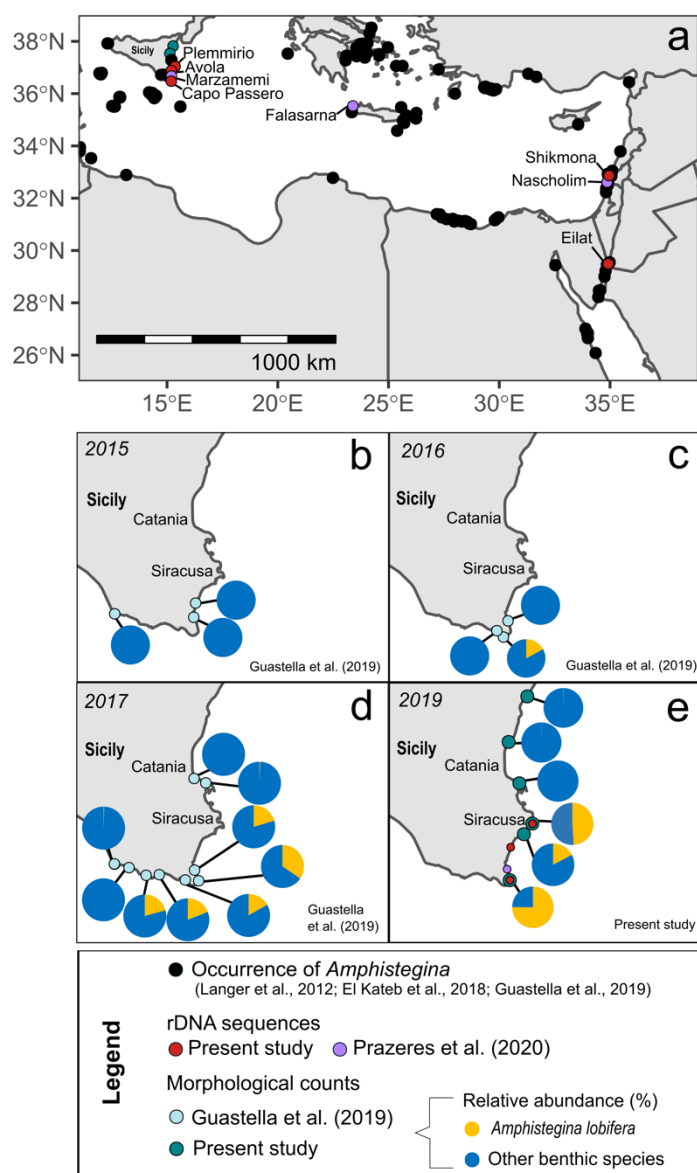 a
38°N
36°N
34°N
32°N
30°N
28°N
26°N
Sicily
Plemmirio
Avola
Marzamemi
Capo Passero
Falasarna
Shikmona
Nascholim
Eilat
1000 km
15°E
20°E
25°E
30°E
35°E
2015
b
Sicily
Catania
Siracusa
Guastella et al. (2019)
2016
c
Sicily
Catania
Siracusa
Guastella et al. (2019)
2017
d
Sicily
Catania
Siracusa
Guastella
et al. (2019)
2019
e
Sicily
Catania
Siracusa
Present study
Legend
Occurrence of Amphistegina
(Langer et al., 2012; El Kateb et al., 2018; Guastella et al., 2019)
rDNA sequences
Present study
Prazeres et al. (2020)
Morphological counts
Guastella et al. (2019)
Present study
Relative abundance (%)
Amphistegina lobifera
Other benthic species